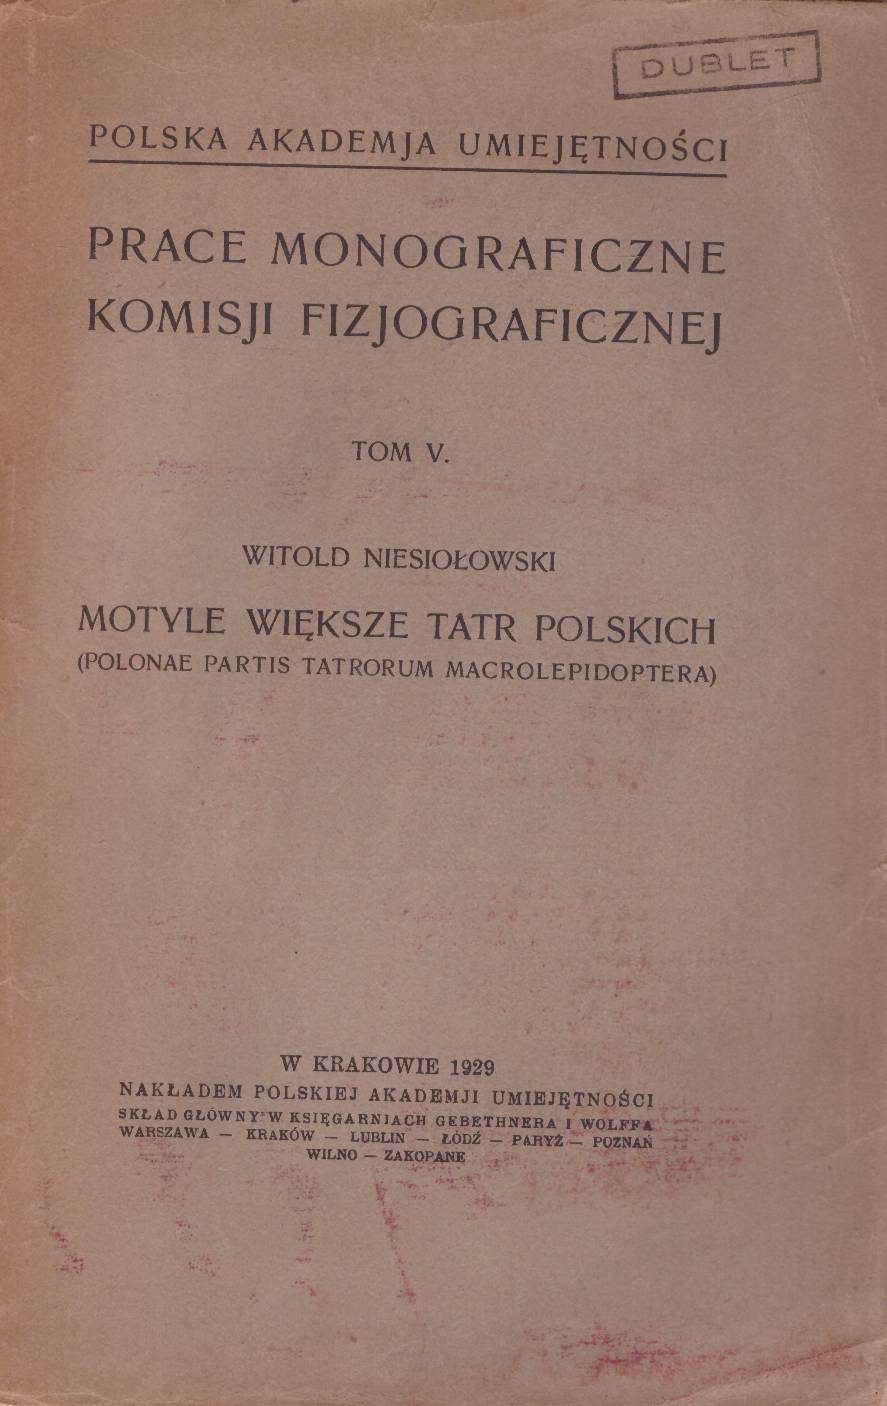 DUBLET
POLSKA AKADEMJA UMIEJĘTNOŚCI
PRACE MONOGRAFICZNE
KOMISJI FIZJOGRAFICZNEJ
TOM V.
WITOLD NIESIOŁOWSKI
MOTYLE WIĘKSZE TATR POLSKICH
(POLONAE PARTIS TATRORUM MACROLEPIDOPTERA)
W KRAKOWIE 1929
NAKŁADEM POLSKIEJ AKADEMJI UMIEJĘTNOŚCI
SKŁAD GŁÓWNY W KSIĘGARNIACH GEBETHNERA I WOLFFA
WARSZAWA — KRAKÓW — LUBLIN — ŁÓDŹ — PARYŻ — POZNAŃ
WILNO — ZAKOPANE